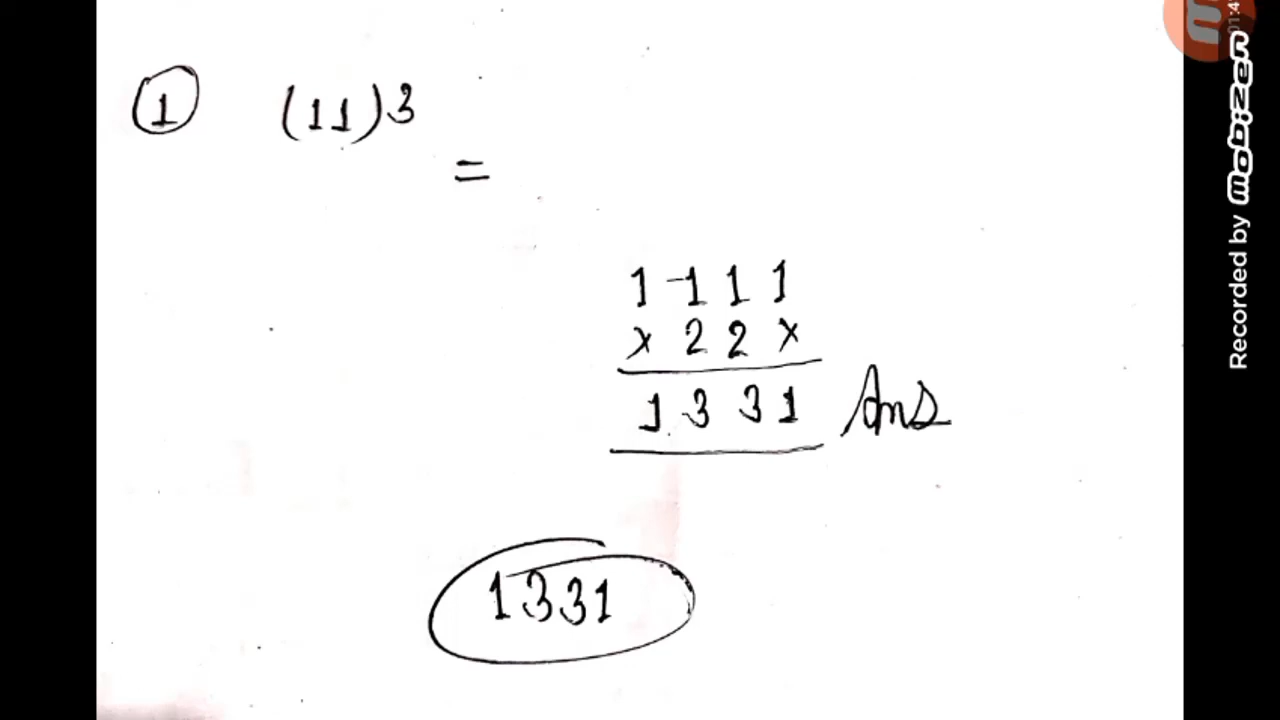 1 (11)3
=
1 1 1 1
x 2 2 x
1 3 3 1 Ans
1331
Recorded by mobizen